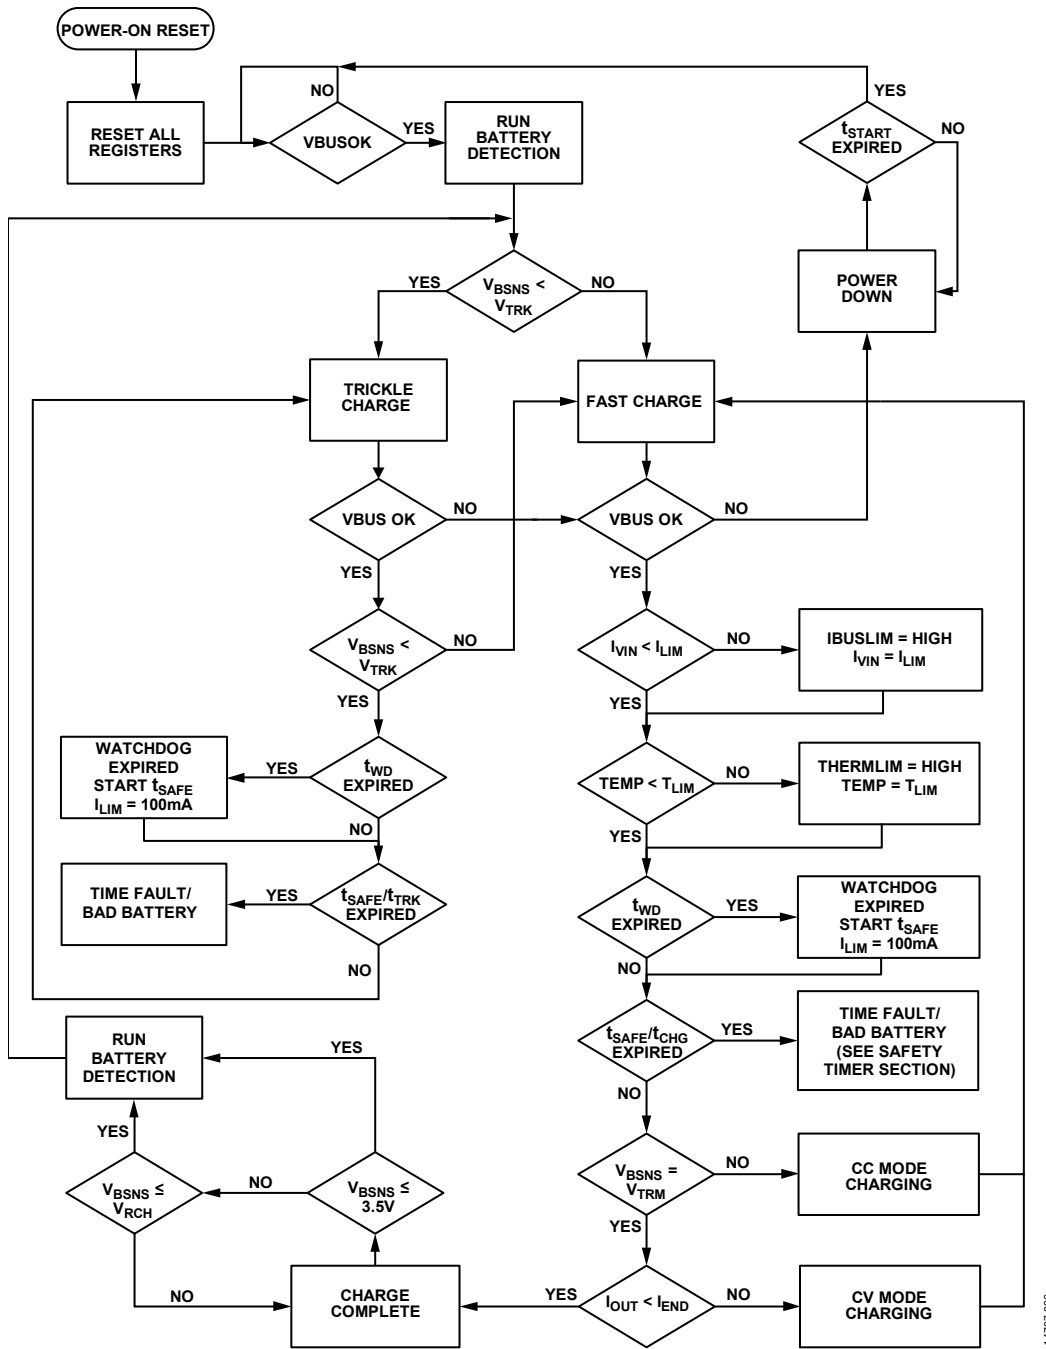 POWER-ON RESET
RESET ALL
REGISTERS
NO
VBUSOK
YES
RUN
BATTERY
DETECTION
YES
tSTART
EXPIRED
NO
POWER
DOWN
YES
VBSNS <
VTRK
NO
TRICKLE
CHARGE
FAST CHARGE
VBUS OK
NO
YES
VBUS OK
NO
YES
VBSNS <
VTRK
NO
YES
IVIN < ILIM
NO
YES
IBUSLIM = HIGH
IVIN = ILIM
WATCHDOG
EXPIRED
START tSAFE
ILIM = 100mA
YES
tWD
EXPIRED
NO
TEMP < TLIM
NO
YES
THERMLIM = HIGH
TEMP = TLIM
TIME FAULT/
BAD BATTERY
YES
tSAFE/tTRK
EXPIRED
NO
tWD
EXPIRED
YES
NO
WATCHDOG
EXPIRED
START tSAFE
ILIM = 100mA
tSAFE/tCHG
EXPIRED
YES
NO
TIME FAULT/
BAD BATTERY
(SEE SAFETY
TIMER SECTION)
RUN
BATTERY
DETECTION
YES
YES
VBSNS ≤
VRCH
NO
VBSNS ≤
3.5V
VBSNS =
VTRM
NO
YES
CC MODE
CHARGING
NO
CHARGE
COMPLETE
YES
IOUT < IEND
NO
CV MODE
CHARGING